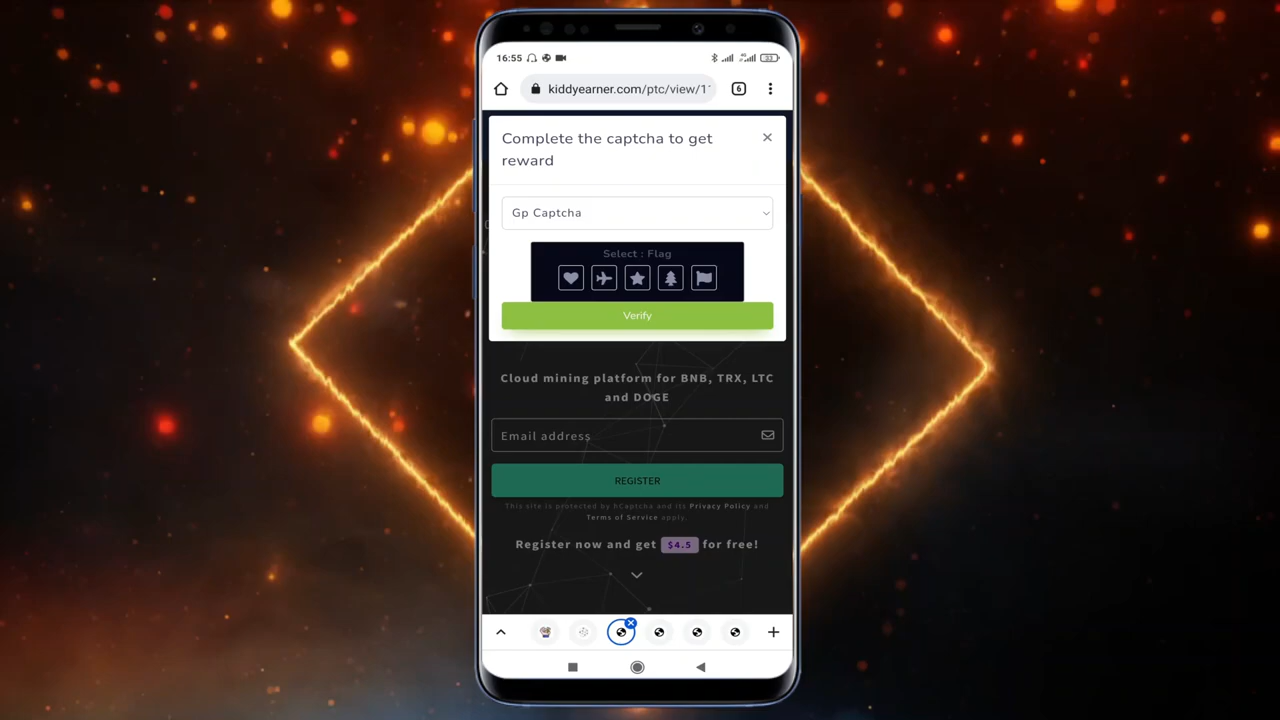 16:55
4G
33
kiddyearner.com/ptc/view/1
6
Complete the captcha to get
reward
Gp Captcha
Select : Flag
Verify
Cloud mining platform for BNB, TRX, LTC
and DOGE
Email address
REGISTER
This site is protected by hCaptcha and its Privacy Policy and
Terms of Service apply.
Register now and get $4.5 for free!